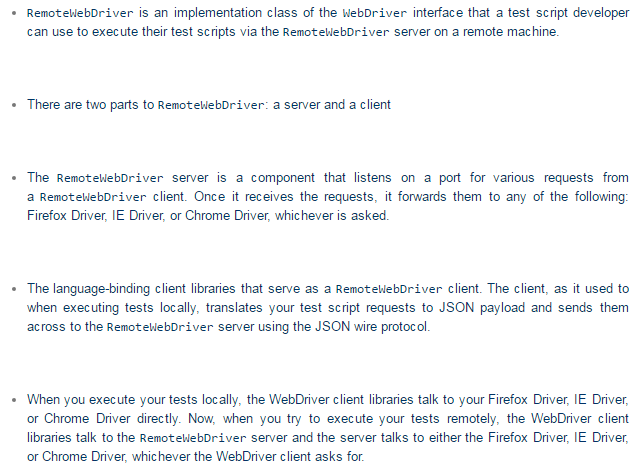 • RemoteWebDriver is an implementation class of the WebDriver interface that a test script developer
can use to execute their test scripts via the RemoteWebDriver server on a remote machine.
• There are two parts to RemoteWebDriver: a server and a client
• The RemoteWebDriver server is a component that listens on a port for various requests from
a RemoteWebDriver client. Once it receives the requests, it forwards them to any of the following:
Firefox Driver, IE Driver, or Chrome Driver, whichever is asked.
• The language-binding client libraries that serve as a RemoteWebDriver client. The client, as it used to
when executing tests locally, translates your test script requests to JSON payload and sends them
across to the RemoteWebDriver server using the JSON wire protocol.
• When you execute your tests locally, the WebDriver client libraries talk to your Firefox Driver, IE Driver,
or Chrome Driver directly. Now, when you try to execute your tests remotely, the WebDriver client
libraries talk to the RemoteWebDriver server and the server talks to either the Firefox Driver, IE Driver,
or Chrome Driver, whichever the WebDriver client asks for.